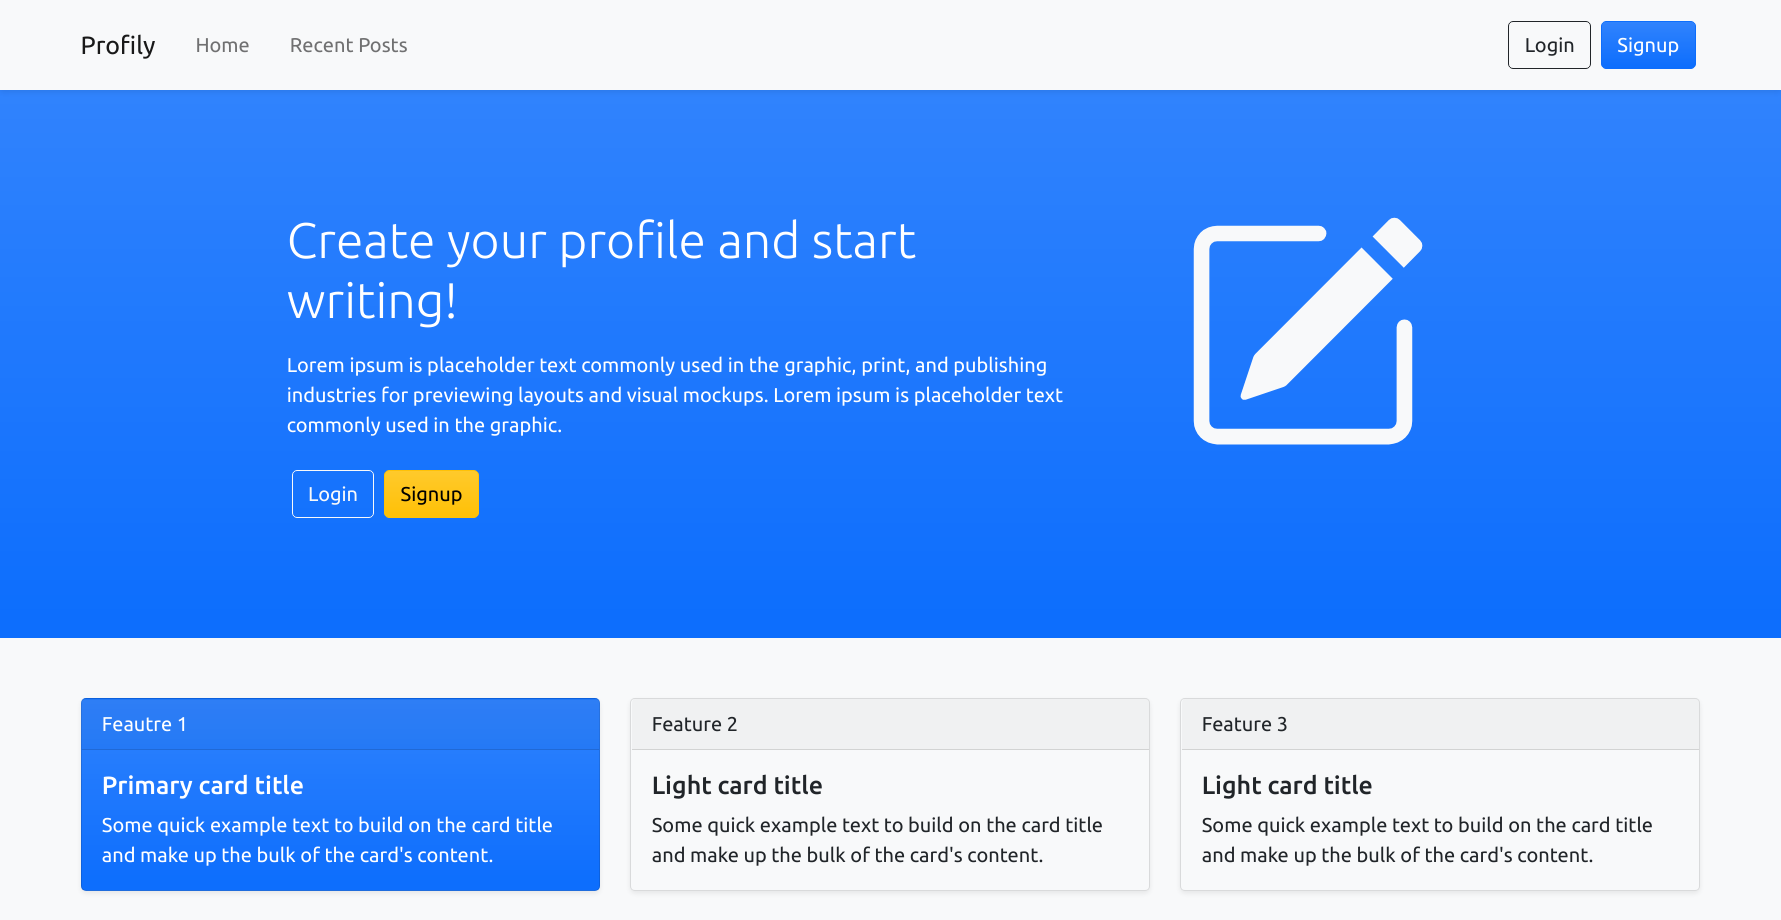 Profily Home Recent Posts Login Signup
Create your profile and start
writing!
Lorem ipsum is placeholder text commonly used in the graphic, print, and publishing
industries for previewing layouts and visual mockups. Lorem ipsum is placeholder text
commonly used in the graphic.
Login Signup
Feautre 1
Primary card title
Some quick example text to build on the card title
and make up the bulk of the card's content.
Feature 2
Light card title
Some quick example text to build on the card title
and make up the bulk of the card's content.
Feature 3
Light card title
Some quick example text to build on the card title
and make up the bulk of the card's content.